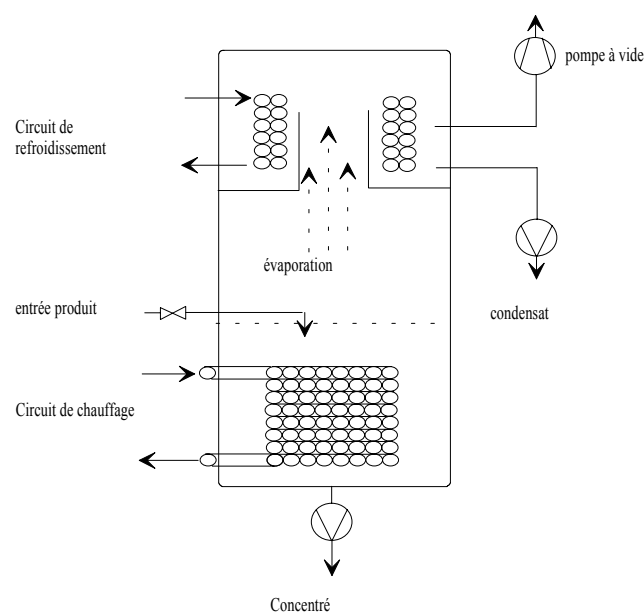 pompe à vide
Circuit de
refroidissement
évaporation
entrée produit
condensat
Circuit de chauffage
Concentré